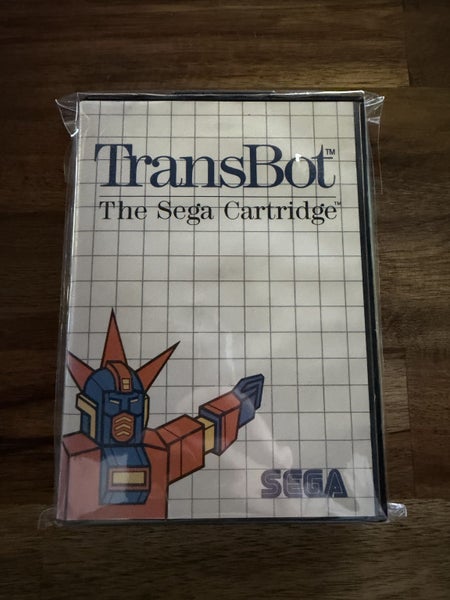 TransBot™
The Sega Cartridge™
SEGA